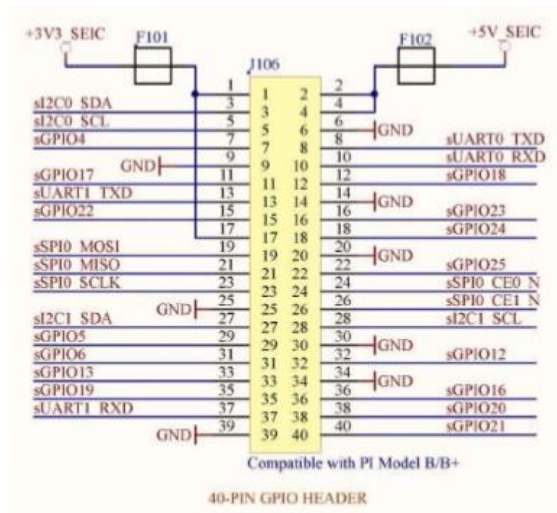 +3V3_SEIC F101 F102 +5V_SEIC
J106
1 1 2 2
sI2C0_SDA 3 3 4 4
sI2C0_SCL 5 5 6 6 GND
sGPIO4 7 7 8 8 sUART0_TXD
GND 9 9 10 10 sUART0_RXD
sGPIO17 11 11 12 12 sGPIO18
sUART1_TXD 13 13 14 14 GND
sGPIO22 15 15 16 16 sGPIO23
17 17 18 18 sGPIO24
sSPI0_MOSI 19 19 20 20 GND
sSPI0_MISO 21 21 22 22 sGPIO25
sSPI0_SCLK 23 23 24 24 sSPI0_CE0_N
GND 25 25 26 26 sSPI0_CE1_N
sI2C1_SDA 27 27 28 28 sI2C1_SCL
sGPIO5 29 29 30 30 GND
sGPIO6 31 31 32 32 sGPIO12
sGPIO13 33 33 34 34 GND
sGPIO19 35 35 36 36 sGPIO16
sUART1_RXD 37 37 38 38 sGPIO20
GND 39 39 40 40 sGPIO21
Compatible with PI Model B/B+
40-PIN GPIO HEADER